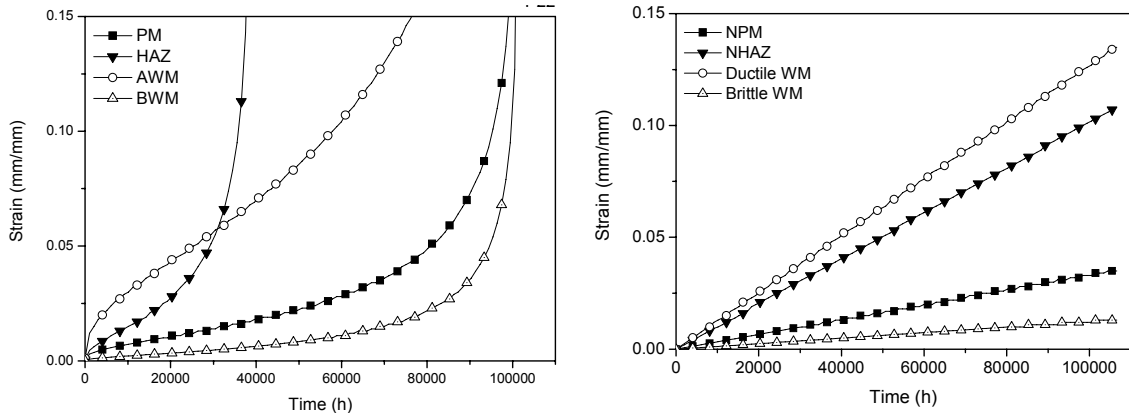 0.15
0.10
0.05
0.00
Strain (mm/mm)
PM
HAZ
AWM
BWM
0 20000 40000 60000 80000 100000
Time (h)
0.15
0.10
0.05
0.00
Strain (mm/mm)
NPM
NHAZ
Ductile WM
Brittle WM
0 20000 40000 60000 80000 100000
Time (h)